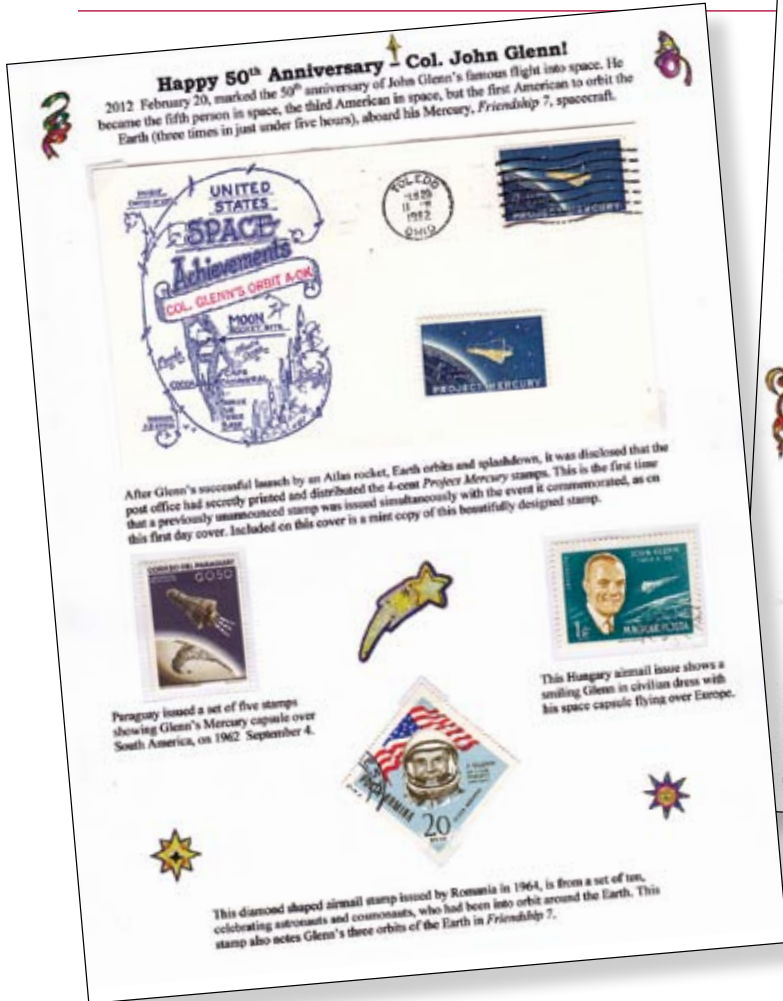 Happy 50th Anniversary – Col. John Glenn!
2012 February 20, marked the 50th anniversary of John Glenn's famous flight into space. He
became the fifth person in space, the third American in space, but the first American to orbit the
Earth (three times in just under five hours), aboard his Mercury, Friendship 7, spacecraft.
UNITED
STATES
SPACE
Achievements
COL. GLENN'S ORBIT A-OK
MOON
COCOA
CAPE
CANAVERAL
TOLEDO
1962
OHIO
PROJECT MERCURY
PROJECT MERCURY
After Glenn's successful launch by an Atlas rocket, Earth orbits and splashdown, it was disclosed that the
post office had secretly printed and distributed the 4-cent Project Mercury stamps. This is the first time
that a previously unannounced stamp was issued simultaneously with the event it commemorated, as on
this first day cover. Included on this cover is a mint copy of this beautifully designed stamp.
CORREO DEL PARAGUAY
G0.50
Paraguay issued a set of five stamps
showing Glenn's Mercury capsule over
South America, on 1962 September 4.
JOHN GLENN
MAGYAR POSTA
This Hungary airmail issue shows a
smiling Glenn in civilian dress with
his space capsule flying over Europe.
20
This diamond shaped airmail stamp issued by Romania in 1964, is from a set of ten,
celebrating astronauts and cosmonauts, who had been into orbit around the Earth. This
stamp also notes Glenn's three orbits of the Earth in Friendship 7.